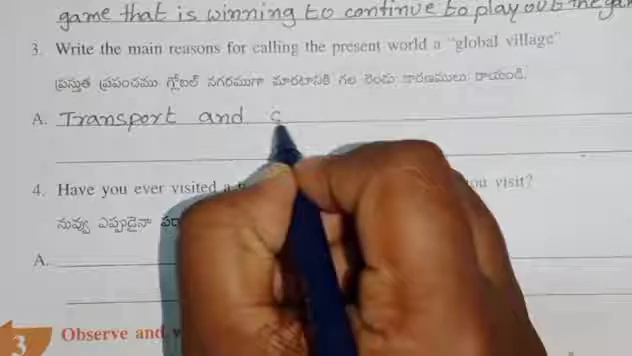 game that is winning to continue to play out the ga
3. Write the main reasons for calling the present world a "global village"
ప్రస్తుత ప్రపంచము గ్లోబల్ నగరముగా మారటానికి గల రెండు కారణములు రాయండి.
A. Transport and c
4. Have you ever visited a you visit?
నువ్వు ఎప్పుడైనా
A.
3 Observe and